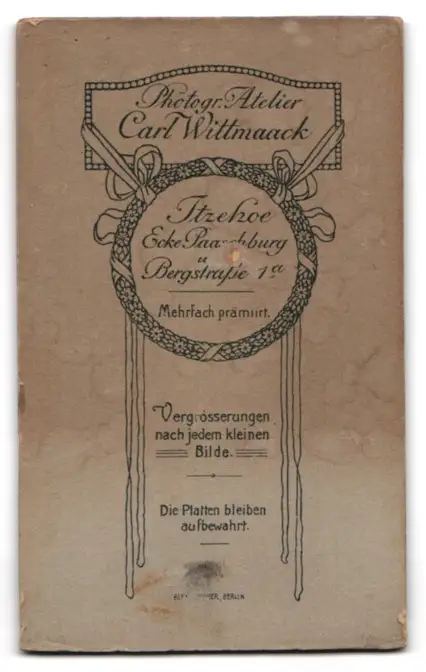 Photogr. Atelier
Carl Wittmaack
Itzehoe
Ecke Paaschburg
u
Bergstraße 1a
Mehrfach prämiirt.
Vergrösserungen
nach jedem kleinen
Bilde.
Die Platten bleiben
aufbewahrt.
BERLIN